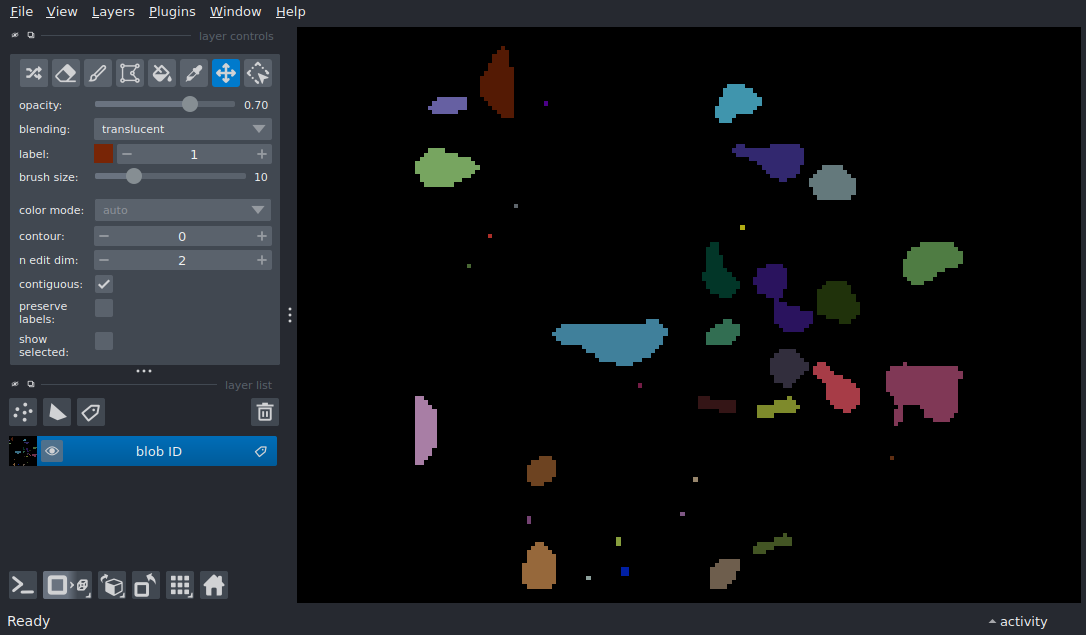 File View Layers Plugins Window Help
layer controls
opacity: 0.70
blending: translucent
label: 1
brush size: 10
color mode: auto
contour: 0
n edit dim: 2
contiguous:
preserve
labels:
show
selected:
layer list
blob ID
Ready
activity